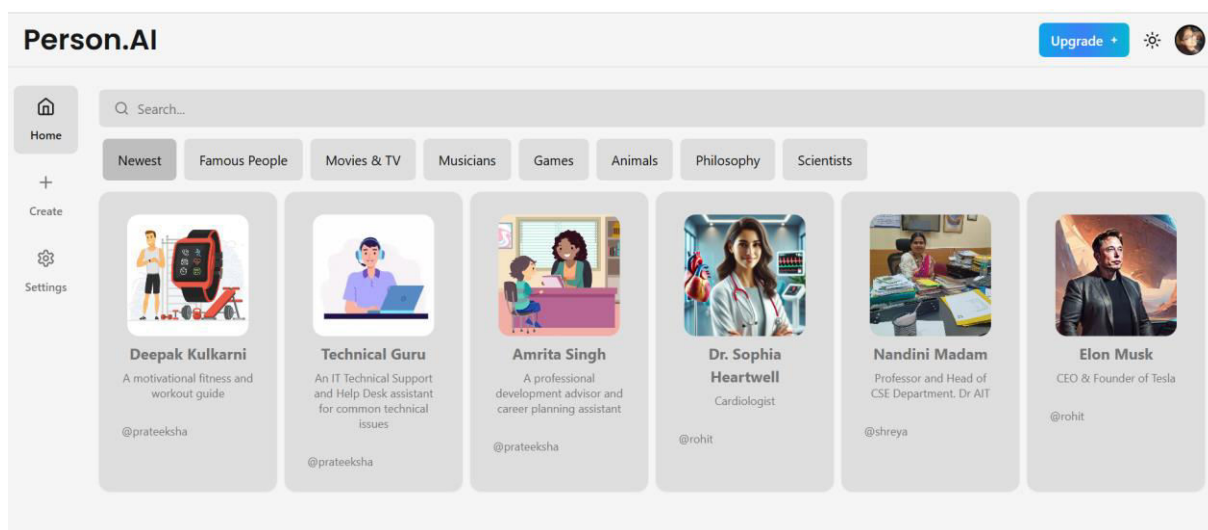 Person.AI
Upgrade
Home
Create
Settings
Search...
Newest
Famous People
Movies & TV
Musicians
Games
Animals
Philosophy
Scientists
Deepak Kulkarni
A motivational fitness and
workout guide
@prateeksha
Technical Guru
An IT Technical Support
and Help Desk assistant
for common technical
issues
@prateeksha
Amrita Singh
A professional
development advisor and
career planning assistant
@prateeksha
Dr. Sophia
Heartwell
Cardiologist
@rohit
Nandini Madam
Professor and Head of
CSE Department, Dr AIT
@shreya
Elon Musk
CEO & Founder of Tesla
@rohit